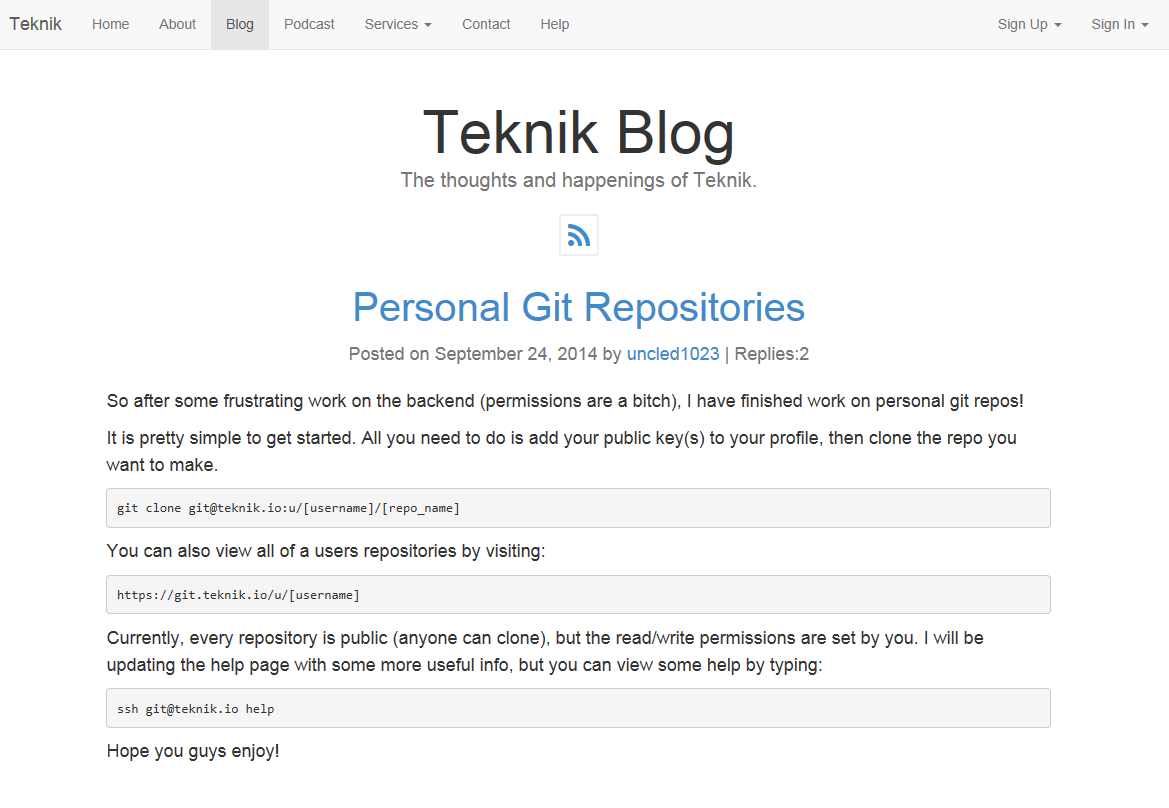 Teknik Home About Blog Podcast Services Contact Help Sign Up Sign In
Teknik Blog
The thoughts and happenings of Teknik.
Personal Git Repositories
Posted on September 24, 2014 by uncled1023 | Replies:2
So after some frustrating work on the backend (permissions are a bitch), I have finished work on personal git repos!
It is pretty simple to get started. All you need to do is add your public key(s) to your profile, then clone the repo you
want to make.
git clone git@teknik.io:u/[username]/[repo_name]
You can also view all of a users repositories by visiting:
https://git.teknik.io/u/[username]
Currently, every repository is public (anyone can clone), but the read/write permissions are set by you. I will be
updating the help page with some more useful info, but you can view some help by typing:
ssh git@teknik.io help
Hope you guys enjoy!